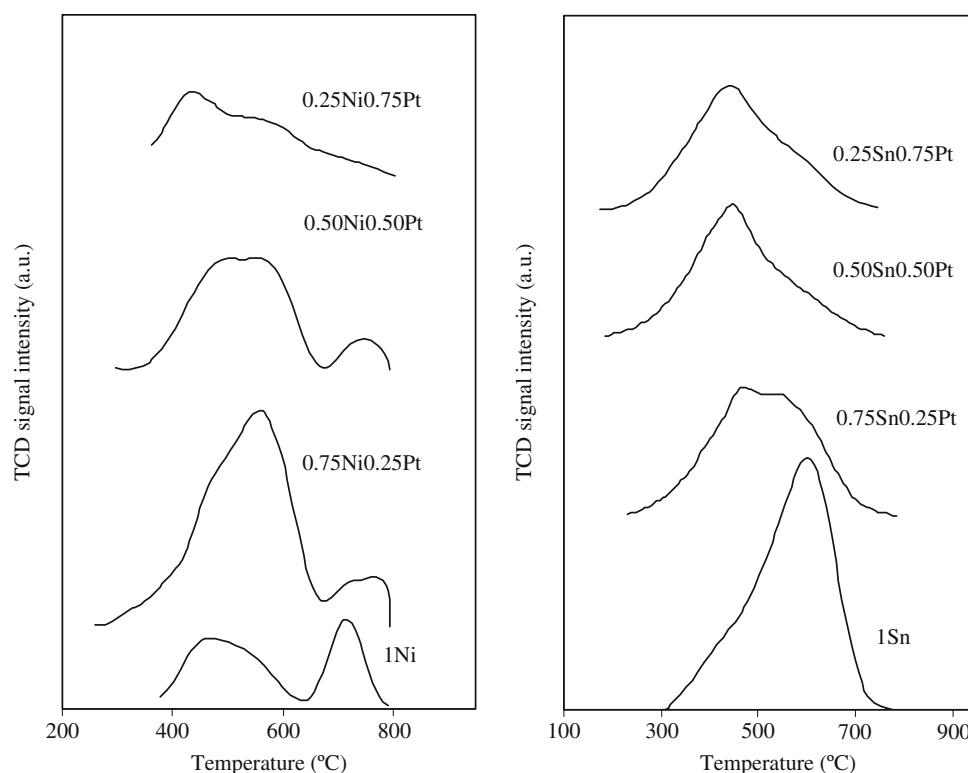 TCD signal intensity (a.u.)
0.25Ni0.75Pt
0.50Ni0.50Pt
0.75Ni0.25Pt
1Ni
200 400 600 800
Temperature (ºC)
TCD signal intensity (a.u.)
0.25Sn0.75Pt
0.50Sn0.50Pt
0.75Sn0.25Pt
1Sn
100 300 500 700 900
Temperature (ºC)